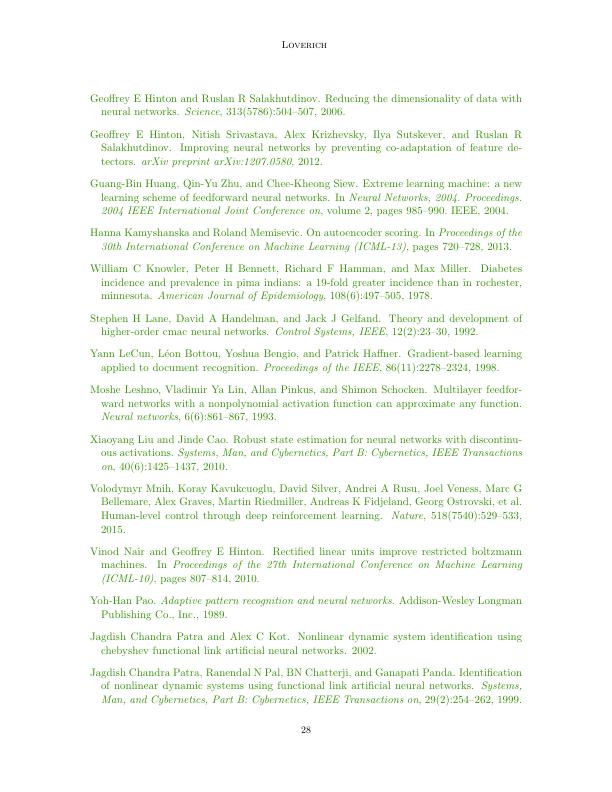 Loverich
Geoffrey E Hinton and Ruslan R Salakhutdinov. Reducing the dimensionality of data with
neural networks. Science, 313(5786):504–507, 2006.
Geoffrey E Hinton, Nitish Srivastava, Alex Krizhevsky, Ilya Sutskever, and Ruslan R
Salakhutdinov. Improving neural networks by preventing co-adaptation of feature de-
tectors. arXiv preprint arXiv:1207.0580, 2012.
Guang-Bin Huang, Qin-Yu Zhu, and Chee-Kheong Siew. Extreme learning machine: a new
learning scheme of feedforward neural networks. In Neural Networks, 2004. Proceedings.
2004 IEEE International Joint Conference on, volume 2, pages 985–990. IEEE, 2004.
Hanna Kamyshanska and Roland Memisevic. On autoencoder scoring. In Proceedings of the
30th International Conference on Machine Learning (ICML-13), pages 720–728, 2013.
William C Knowler, Peter H Bennett, Richard F Hamman, and Max Miller. Diabetes
incidence and prevalence in pima indians: a 19-fold greater incidence than in rochester,
minnesota. American Journal of Epidemiology, 108(6):497–505, 1978.
Stephen H Lane, David A Handelman, and Jack J Gelfand. Theory and development of
higher-order cmac neural networks. Control Systems, IEEE, 12(2):23–30, 1992.
Yann LeCun, Léon Bottou, Yoshua Bengio, and Patrick Haffner. Gradient-based learning
applied to document recognition. Proceedings of the IEEE, 86(11):2278–2324, 1998.
Moshe Leshno, Vladimir Ya Lin, Allan Pinkus, and Shimon Schocken. Multilayer feedfor-
ward networks with a nonpolynomial activation function can approximate any function.
Neural networks, 6(6):861–867, 1993.
Xiaoyang Liu and Jinde Cao. Robust state estimation for neural networks with discontinu-
ous activations. Systems, Man, and Cybernetics, Part B: Cybernetics, IEEE Transactions
on, 40(6):1425–1437, 2010.
Volodymyr Mnih, Koray Kavukcuoglu, David Silver, Andrei A Rusu, Joel Veness, Marc G
Bellemare, Alex Graves, Martin Riedmiller, Andreas K Fidjeland, Georg Ostrovski, et al.
Human-level control through deep reinforcement learning. Nature, 518(7540):529–533,
2015.
Vinod Nair and Geoffrey E Hinton. Rectified linear units improve restricted boltzmann
machines. In Proceedings of the 27th International Conference on Machine Learning
(ICML-10), pages 807–814, 2010.
Yoh-Han Pao. Adaptive pattern recognition and neural networks. Addison-Wesley Longman
Publishing Co., Inc., 1989.
Jagdish Chandra Patra and Alex C Kot. Nonlinear dynamic system identification using
chebyshev functional link artificial neural networks. 2002.
Jagdish Chandra Patra, Ranendal N Pal, BN Chatterji, and Ganapati Panda. Identification
of nonlinear dynamic systems using functional link artificial neural networks. Systems,
Man, and Cybernetics, Part B: Cybernetics, IEEE Transactions on, 29(2):254–262, 1999.
28